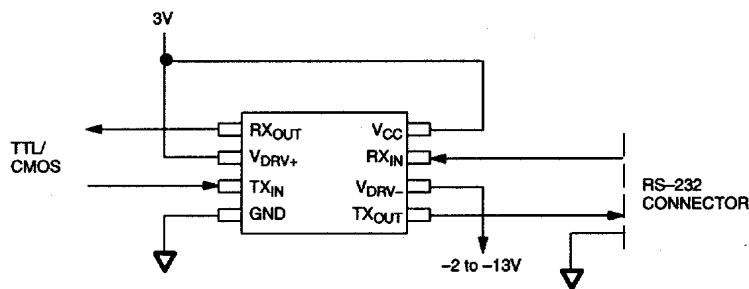 3V
TTL/
CMOS
RXOUT
VDRV+
TXIN
GND
VCC
RXIN
VDRV–
TXOUT
RS–232
CONNECTOR
–2 to –13V